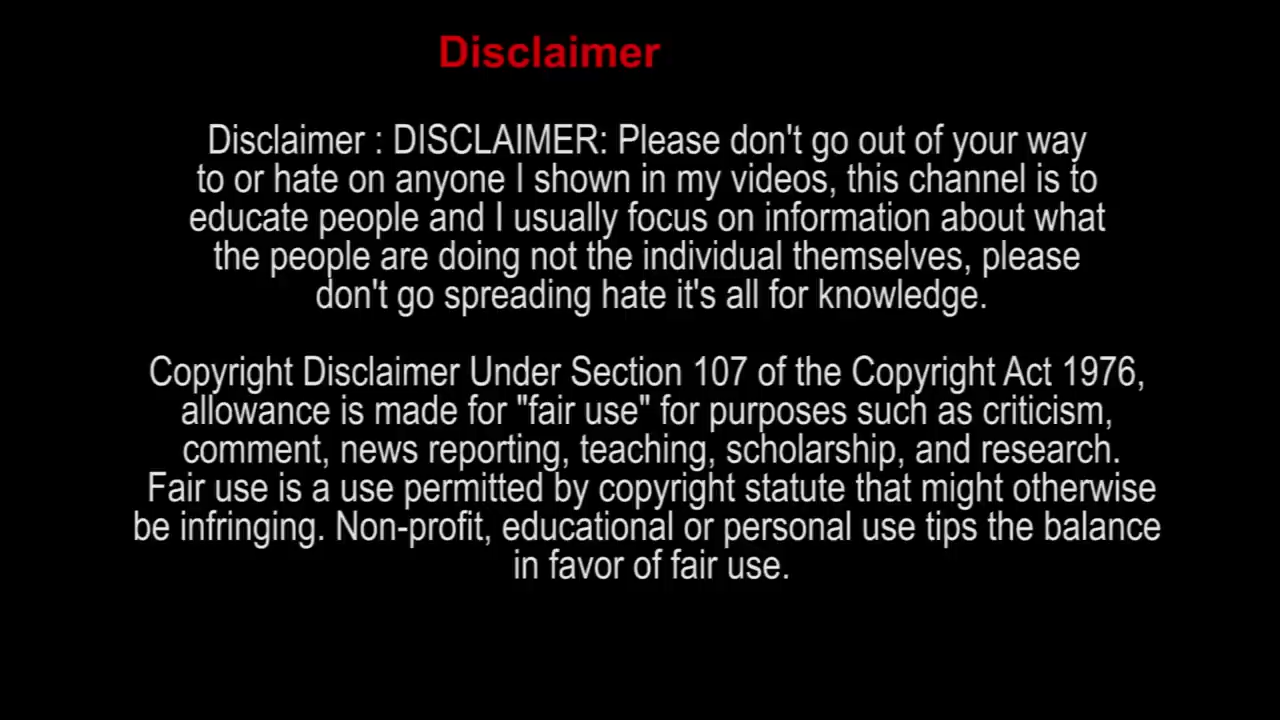 Disclaimer
Disclaimer : DISCLAIMER: Please don't go out of your way
to or hate on anyone I shown in my videos, this channel is to
educate people and I usually focus on information about what
the people are doing not the individual themselves, please
don't go spreading hate it's all for knowledge.
Copyright Disclaimer Under Section 107 of the Copyright Act 1976,
allowance is made for "fair use" for purposes such as criticism,
comment, news reporting, teaching, scholarship, and research.
Fair use is a use permitted by copyright statute that might otherwise
be infringing. Non-profit, educational or personal use tips the balance
in favor of fair use.